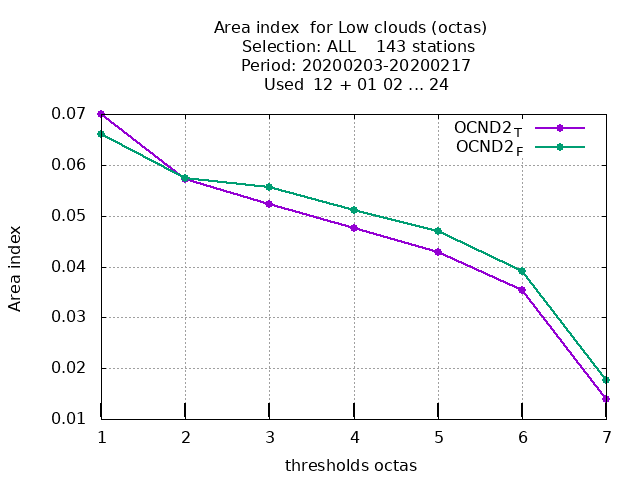 Area index  for Low clouds (octas)
Selection: ALL    143 stations
Period: 20200203-20200217
Used  12 + 01 02 ... 24
OCND2T
OCND2F
0.07
0.06
0.05
0.04
0.03
0.02
0.01
Area index
1 2 3 4 5 6 7
thresholds octas